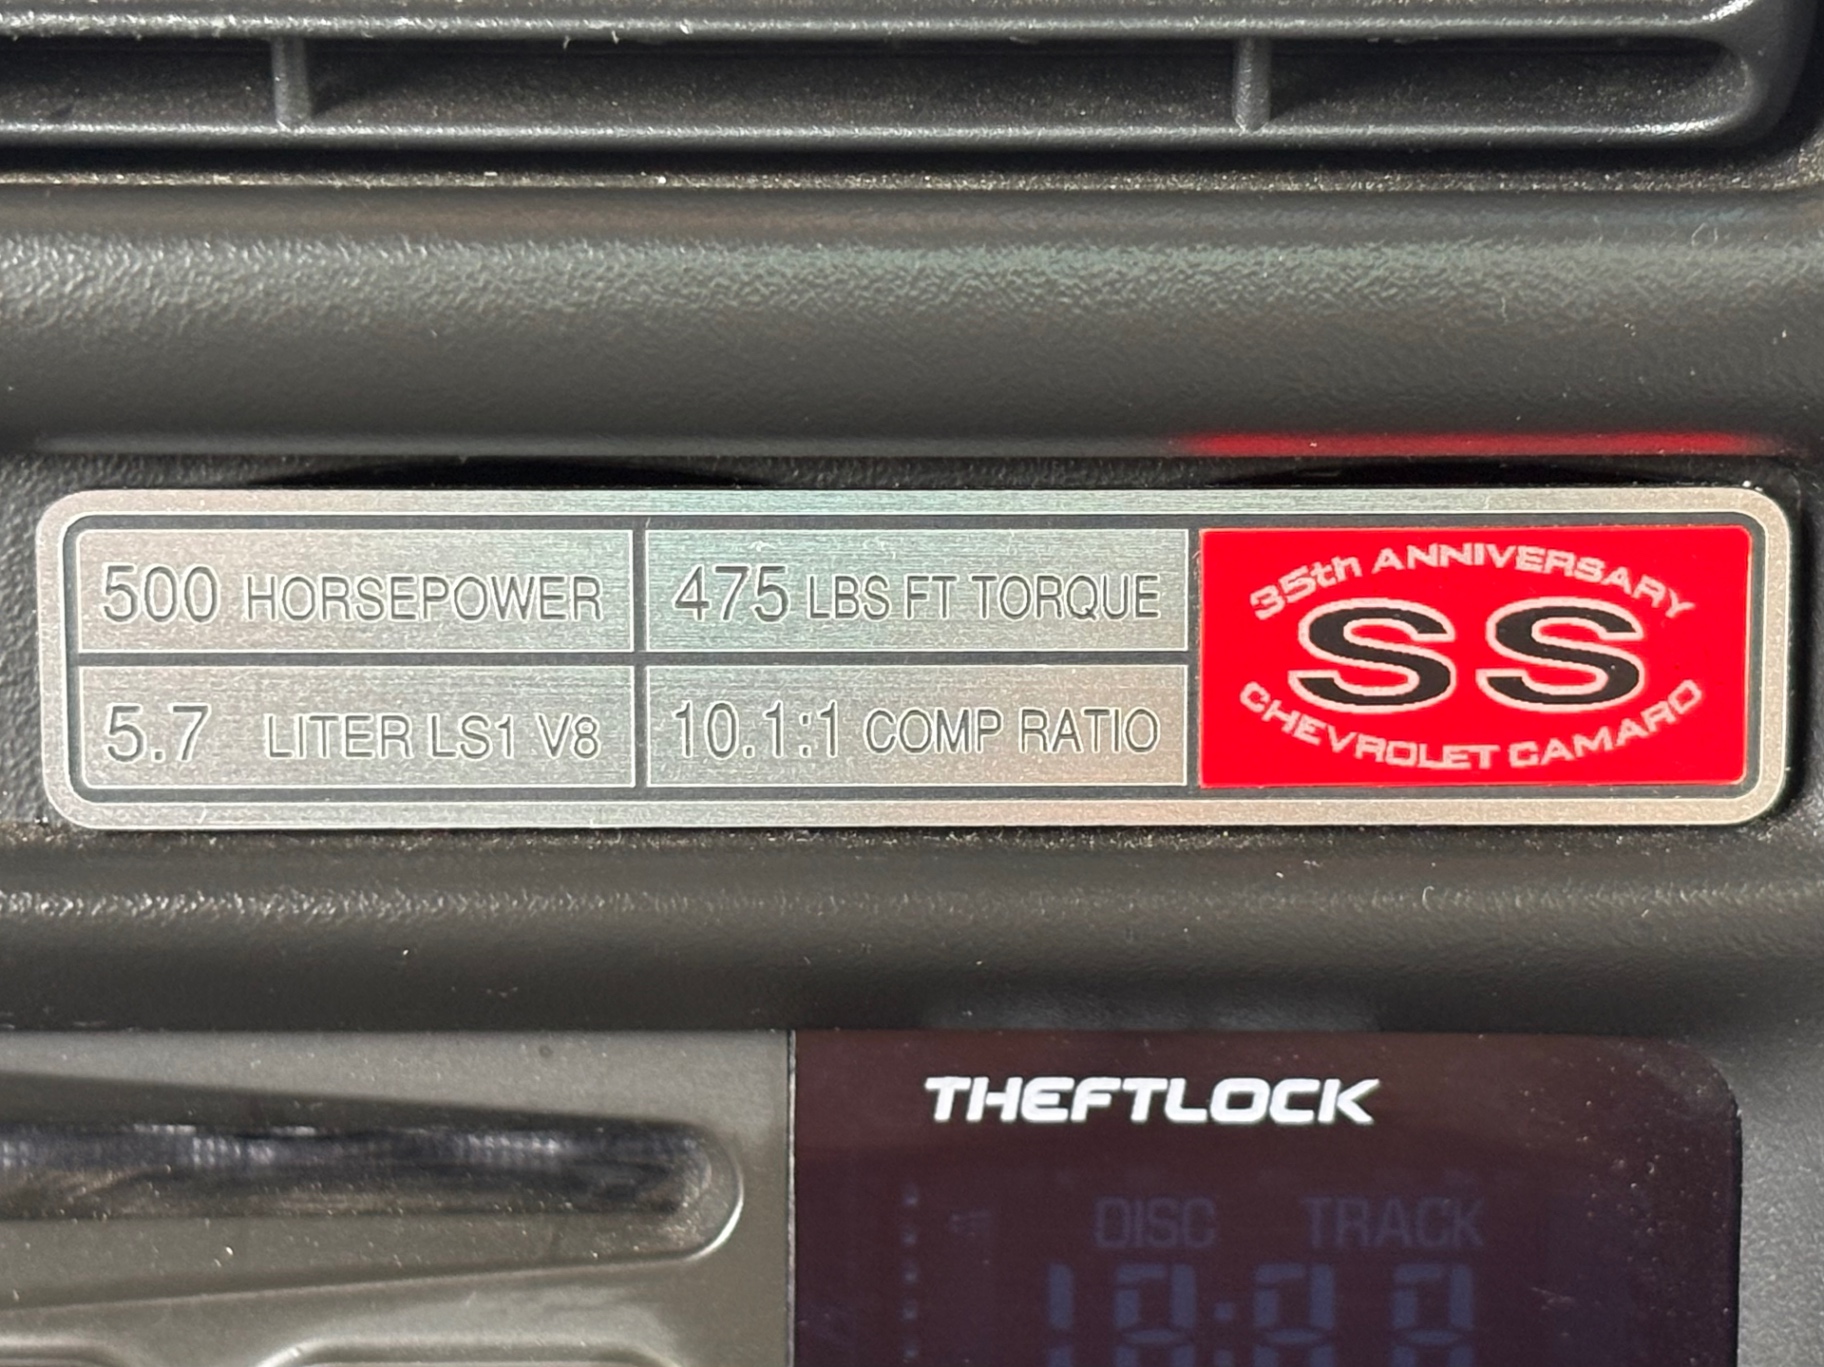 500 HORSEPOWER
475 LBS FT TORQUE
5.7 LITER LS1 V8
10.1:1 COMP RATIO
35th ANNIVERSARY
SS
CHEVROLET CAMARO
THEFTLOCK
DISC TRACK